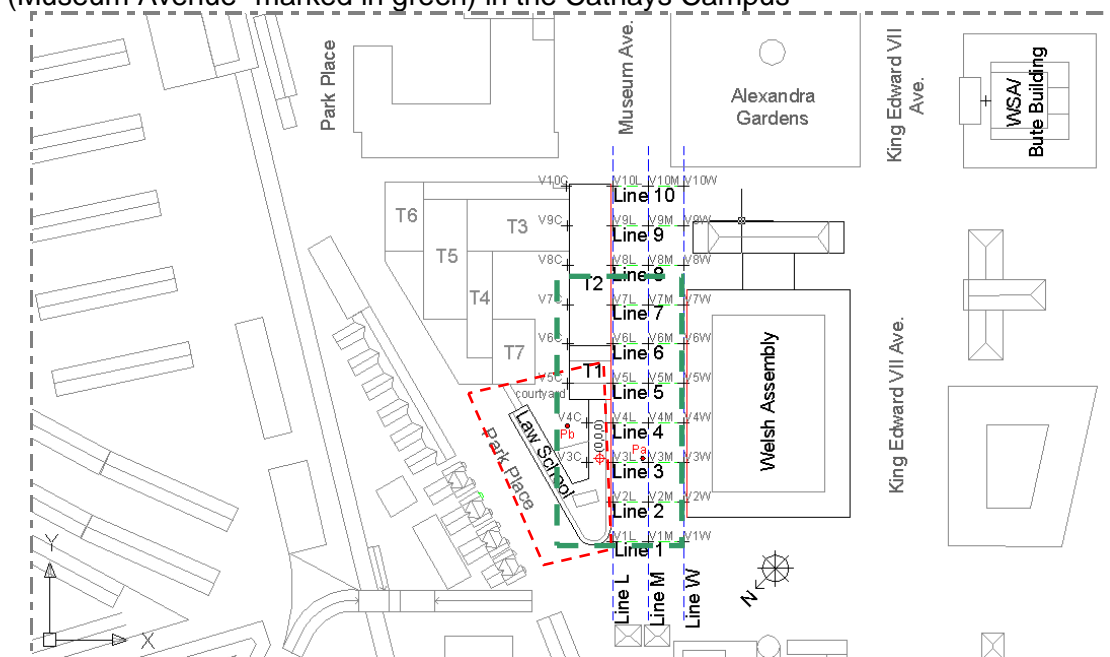 (Museum Avenue- marked in green) in the Cathays Campus
Park Place
Museum Ave.
Alexandra
Gardens
King Edward VII
Ave.
WSA/
Bute Building
V10C
V10L
V10M
V10W
Line 10
T6
T3
V9C
V9L
V9M
V9W
Line 9
T5
V8C
V8L
V8M
V8W
Line 8
T2
T4
V7C
V7L
V7M
V7W
Line 7
V6C
V6L
V6M
V6W
Line 6
T7
T1
V5C
V5L
V5M
V5W
Line 5
courtyard
V4C
V4L
V4M
V4W
Line 4
Pb
Pa
(0,0,0)
V3C
V3L
V3M
V3W
Line 3
Law School
Park Place
V2L
V2M
V2W
Line 2
V1L
V1M
V1W
Line 1
Welsh Assembly
King Edward VII Ave.
Line L
Line M
Line W
N
Y
X